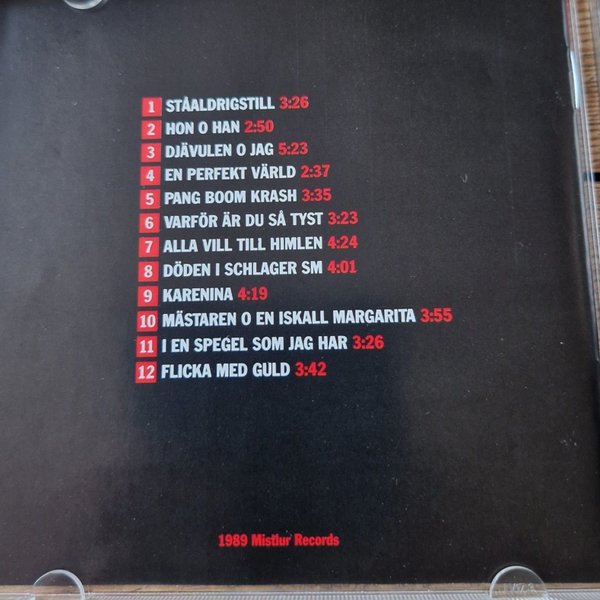 1 STÅALDRIGSTILL 3:26
2 HON O HAN 2:50
3 DJÄVULEN O JAG 5:23
4 EN PERFEKT VÄRLD 2:37
5 PANG BOOM KRASH 3:35
6 VARFÖR ÄR DU SÅ TYST 3:23
7 ALLA VILL TILL HIMLEN 4:24
8 DÖDEN I SCHLAGER SM 4:01
9 KARENINA 4:19
10 MÄSTAREN O EN ISKALL MARGARITA 3:55
11 I EN SPEGEL SOM JAG HAR 3:26
12 FLICKA MED GULD 3:42
1989 Mistlur Records